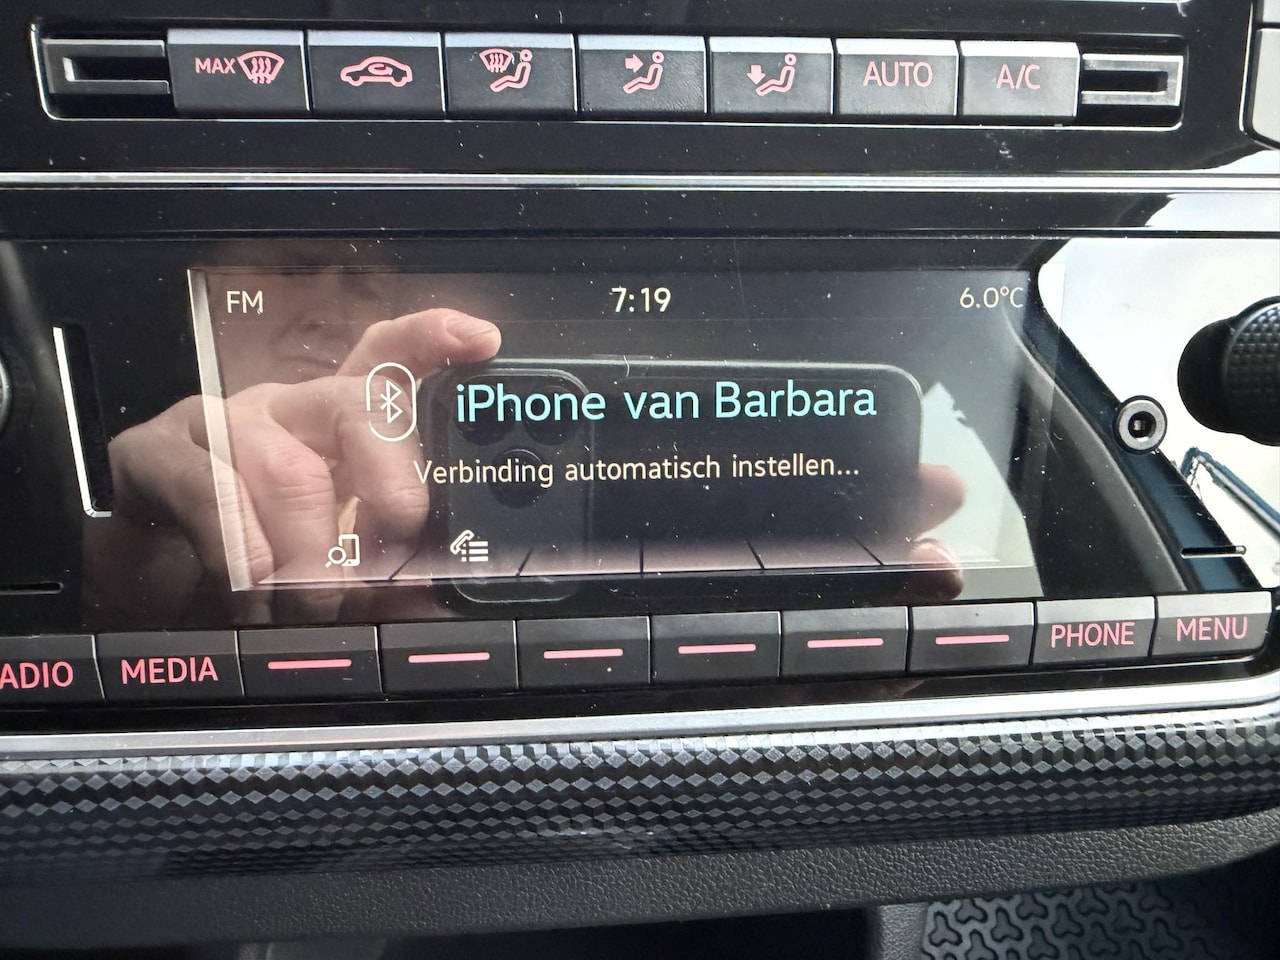 MAX
AUTO
A/C
FM
7:19
6.0°C
iPhone van Barbara
Verbinding automatisch instellen...
ADIO
MEDIA
PHONE
MENU